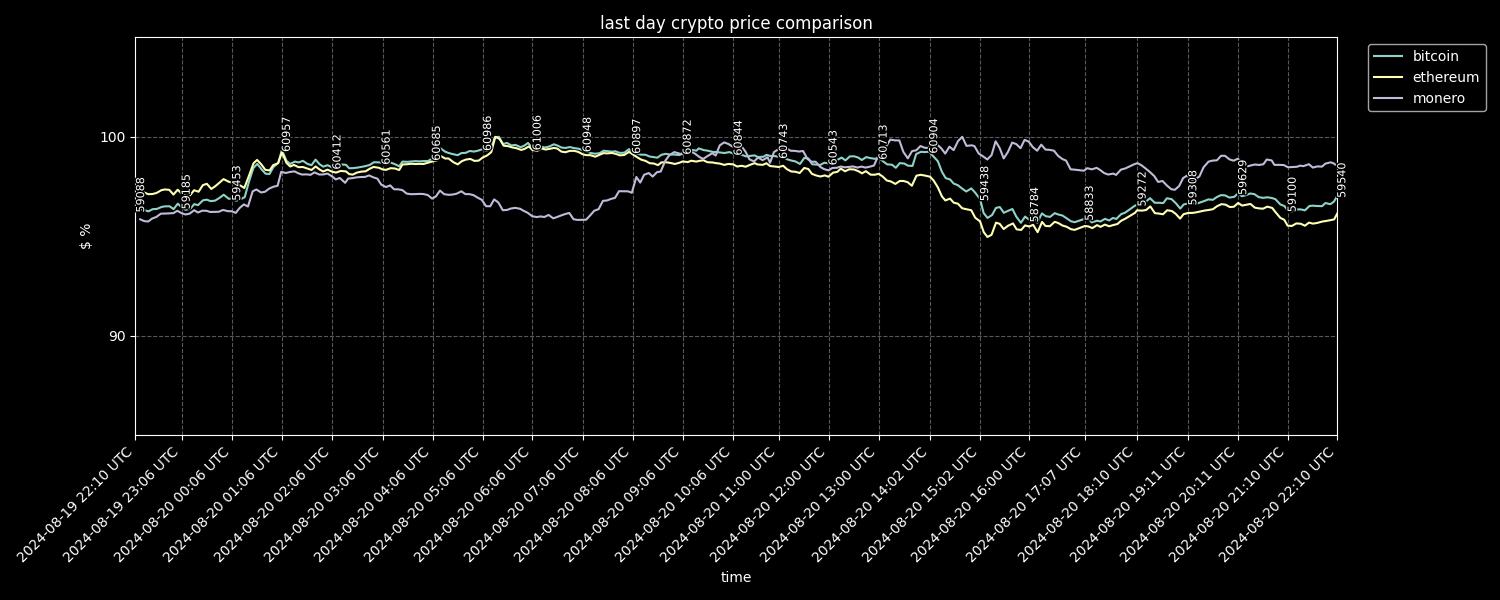 last day crypto price comparison
bitcoin
ethereum
monero
$ %
100
90
59088
59185
59453
60957
60412
60561
60685
60986
61006
60948
60897
60872
60844
60743
60543
60713
60904
59438
58784
58833
59272
59308
59629
59100
59540
2024-08-19 22:10 UTC
2024-08-19 23:06 UTC
2024-08-20 00:06 UTC
2024-08-20 01:06 UTC
2024-08-20 02:06 UTC
2024-08-20 03:06 UTC
2024-08-20 04:06 UTC
2024-08-20 05:06 UTC
2024-08-20 06:06 UTC
2024-08-20 07:06 UTC
2024-08-20 08:06 UTC
2024-08-20 09:06 UTC
2024-08-20 10:06 UTC
2024-08-20 11:00 UTC
2024-08-20 12:00 UTC
2024-08-20 13:00 UTC
2024-08-20 14:02 UTC
2024-08-20 15:02 UTC
2024-08-20 16:00 UTC
2024-08-20 17:07 UTC
2024-08-20 18:10 UTC
2024-08-20 19:11 UTC
2024-08-20 20:11 UTC
2024-08-20 21:10 UTC
2024-08-20 22:10 UTC
time